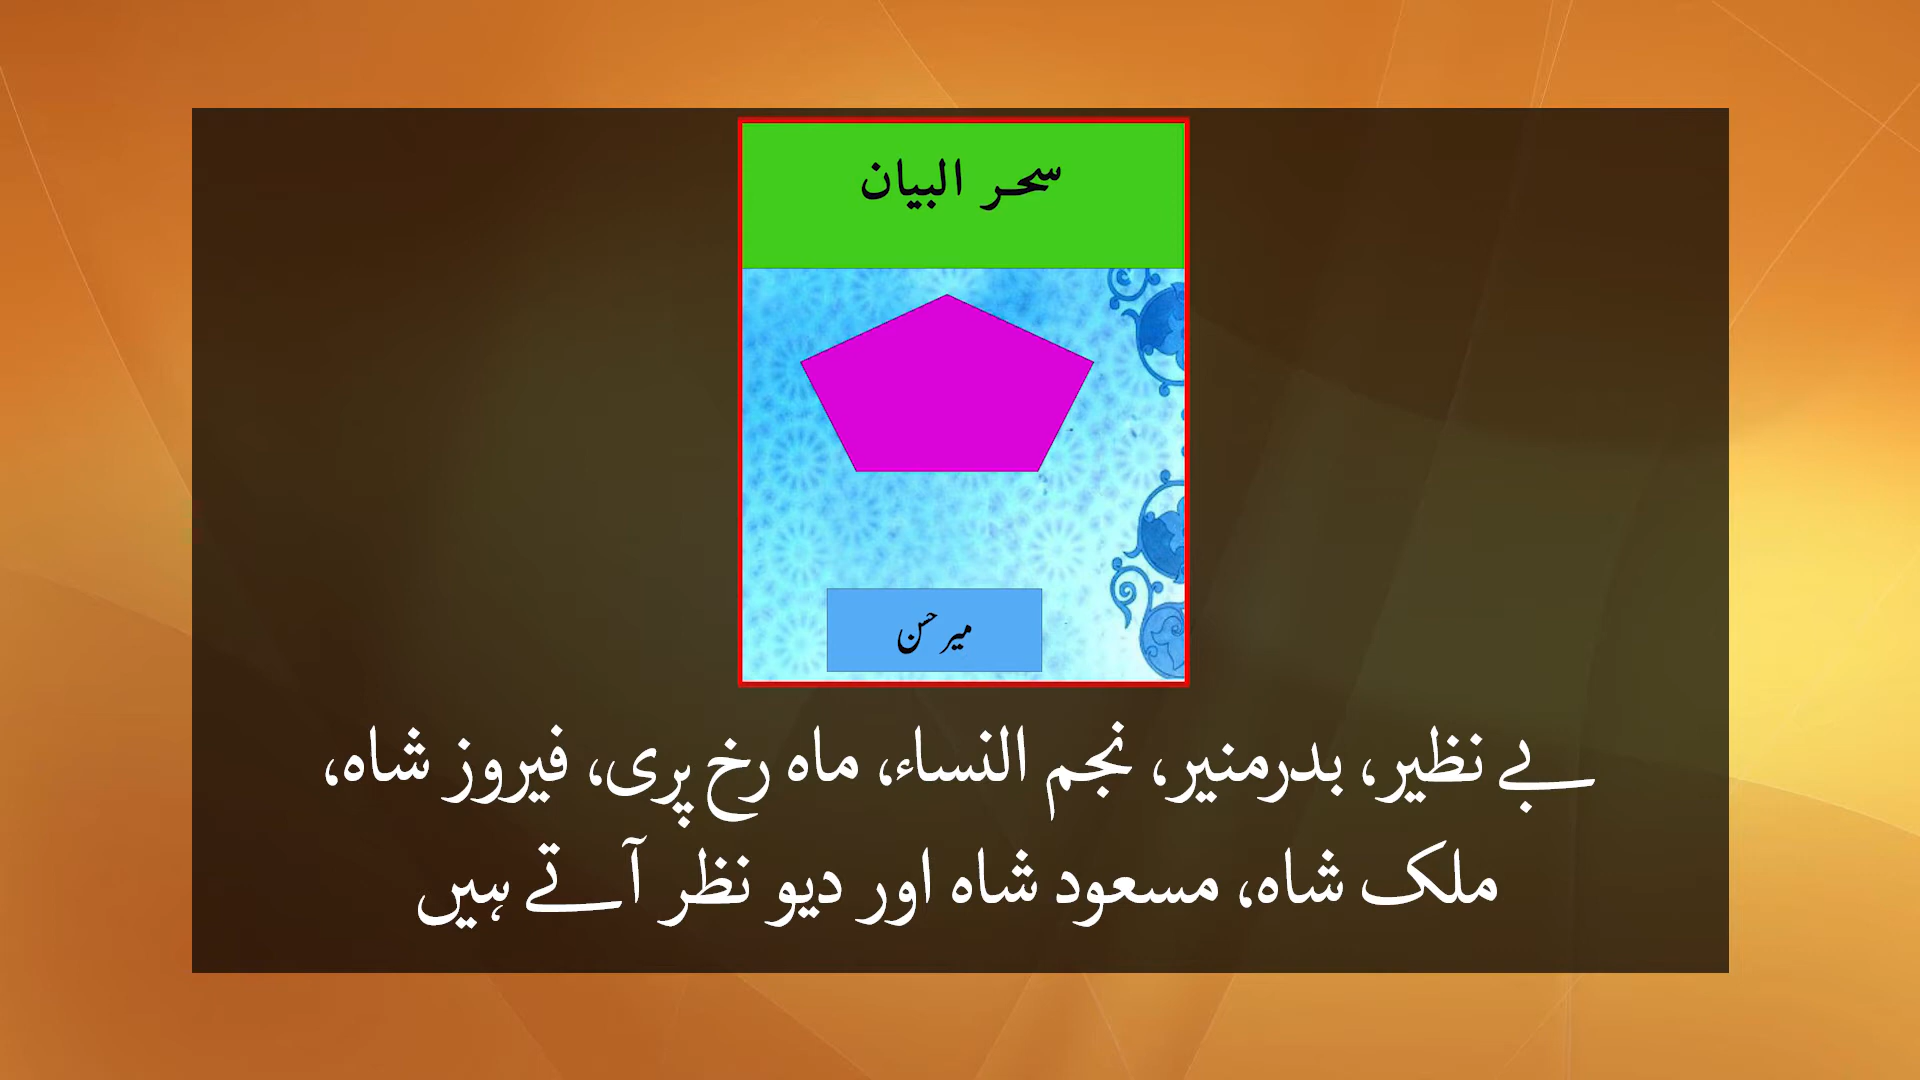 سحر البیان
میر حسن
بے نظیر، بدرمنیر، نجم النساء، ماہ رخ پری، فیروز شاہ،
ملک شاہ، مسعود شاہ اور دیو نظر آتے ہیں